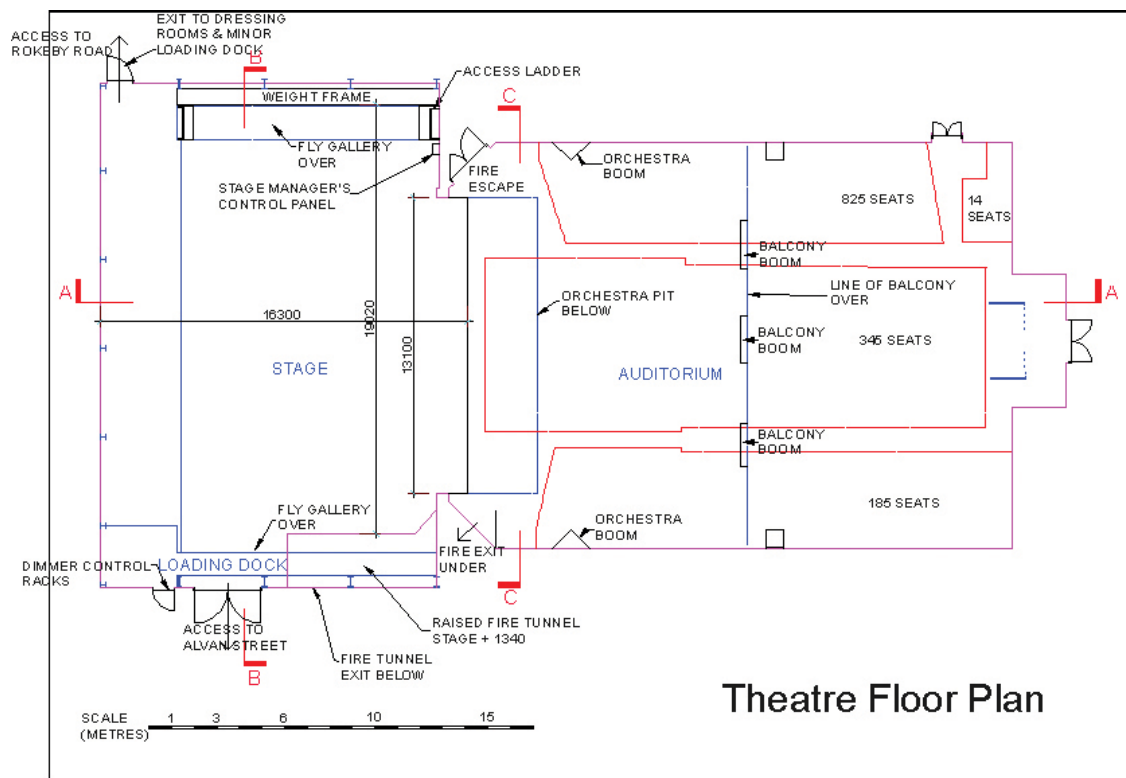 EXIT TO DRESSING
ROOMS & MINOR
LOADING DOCK
ACCESS TO
ROKEBY ROAD
B
ACCESS LADDER
WEIGHT FRAME
C
FLY GALLERY
OVER
STAGE MANAGER'S
CONTROL PANEL
FIRE
ESCAPE
ORCHESTRA
BOOM
825 SEATS
14
SEATS
BALCONY
BOOM
A
A
ORCHESTRA PIT
BELOW
LINE OF BALCONY
OVER
16300
19020
13100
BALCONY
BOOM
345 SEATS
STAGE
AUDITORIUM
BALCONY
BOOM
185 SEATS
FLY GALLERY
OVER
ORCHESTRA
BOOM
DIMMER CONTROL
RACKS
LOADING DOCK
FIRE EXIT
UNDER
C
ACCESS TO
ALVAN STREET
RAISED FIRE TUNNEL
STAGE + 1340
B
FIRE TUNNEL
EXIT BELOW
Theatre Floor Plan
SCALE
(METRES)
1 3 6 10 15